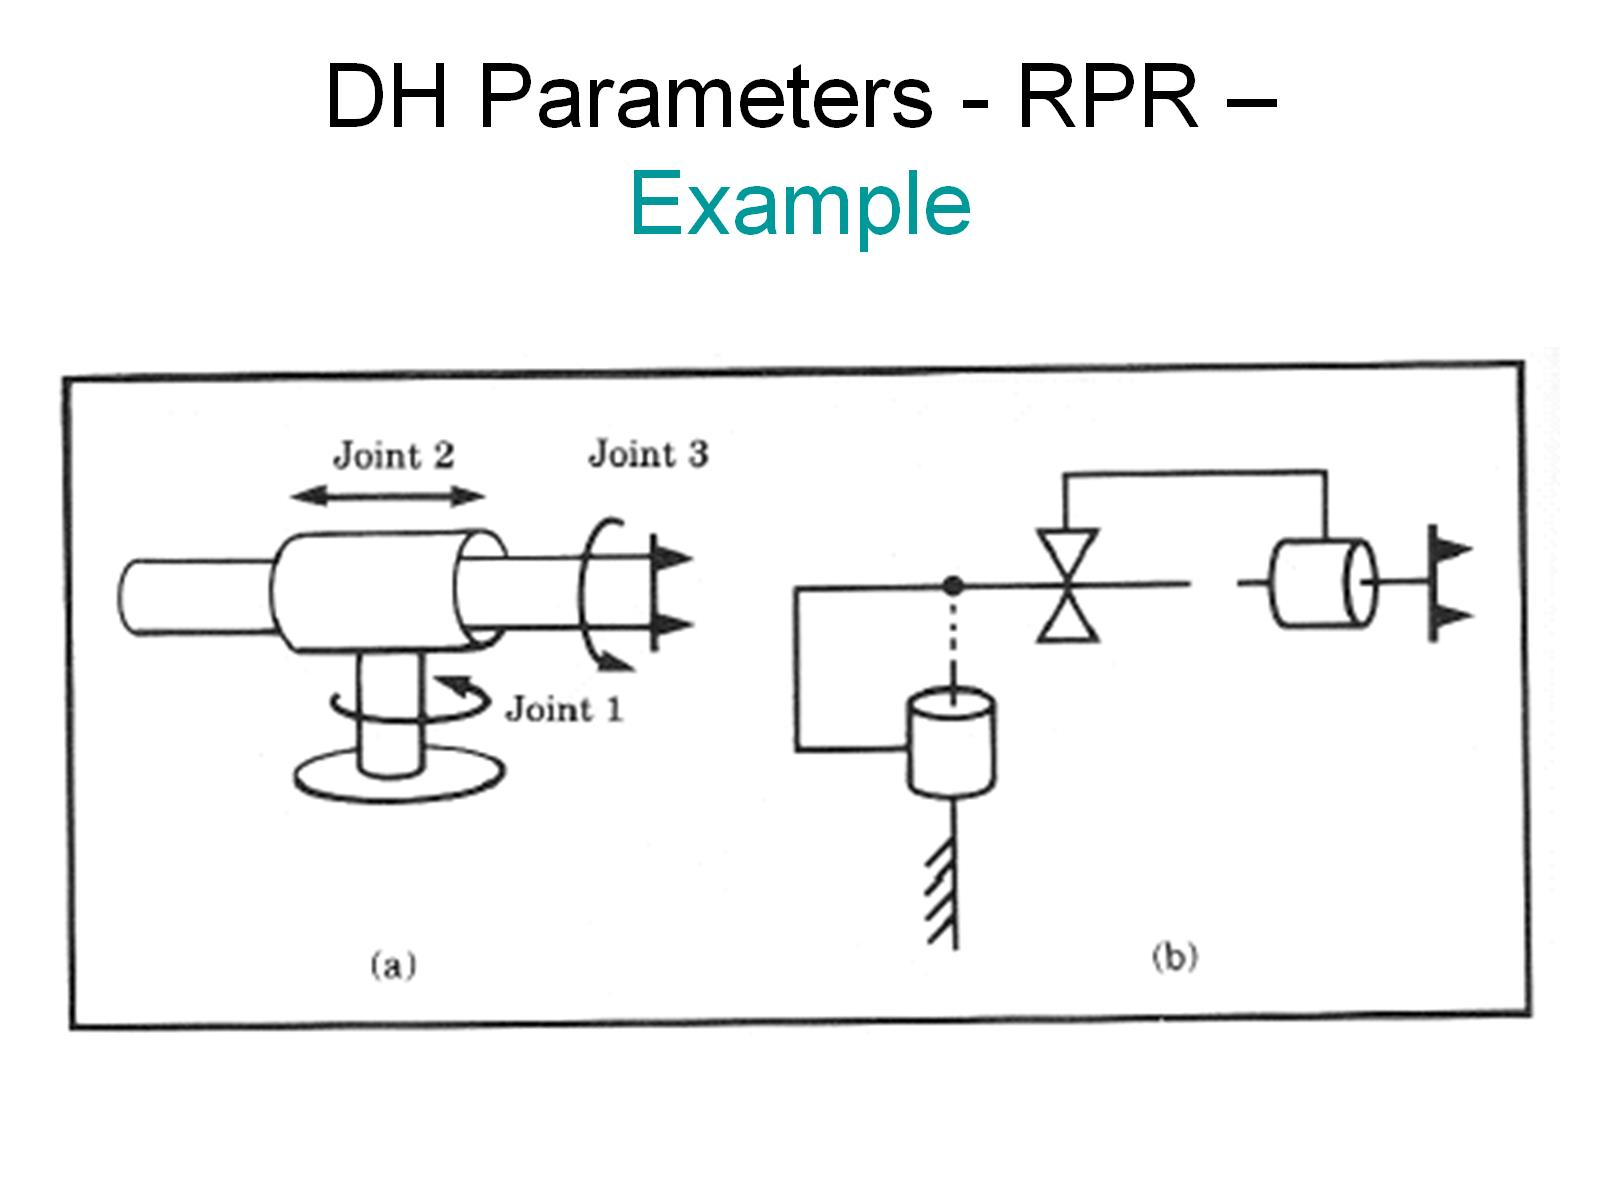 DH Parameters - RPR –
Example
Joint 2
Joint 3
Joint 1
(a)
(b)